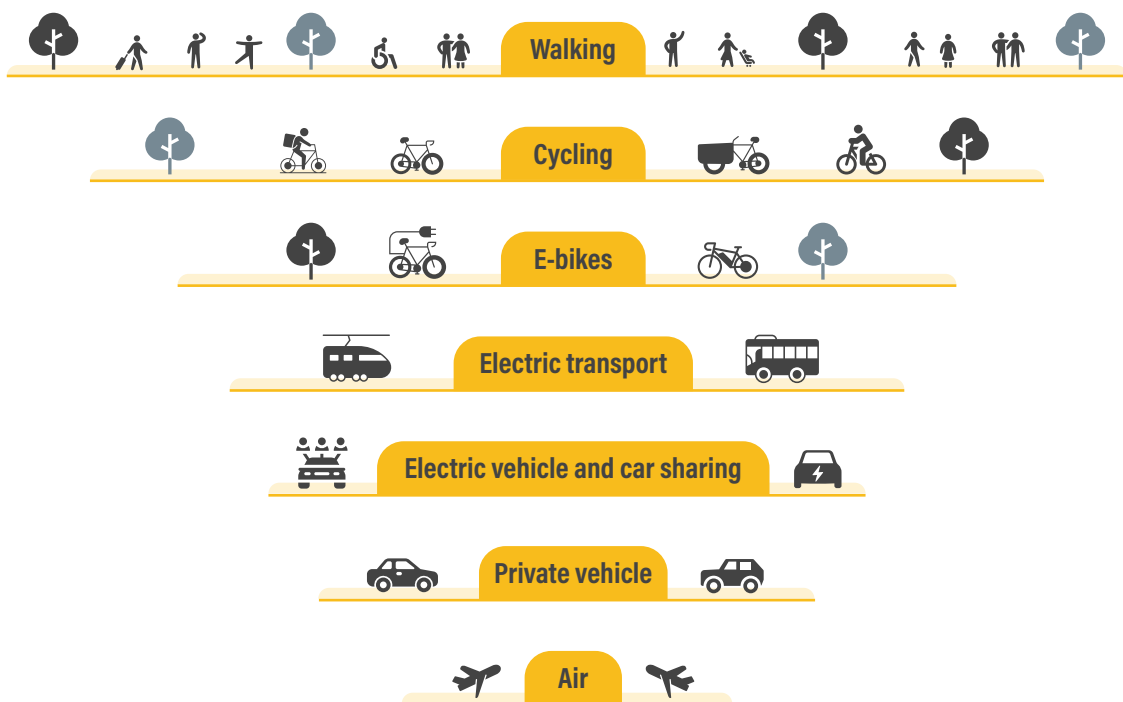 Walking
Cycling
E-bikes
Electric transport
Electric vehicle and car sharing
Private vehicle
Air